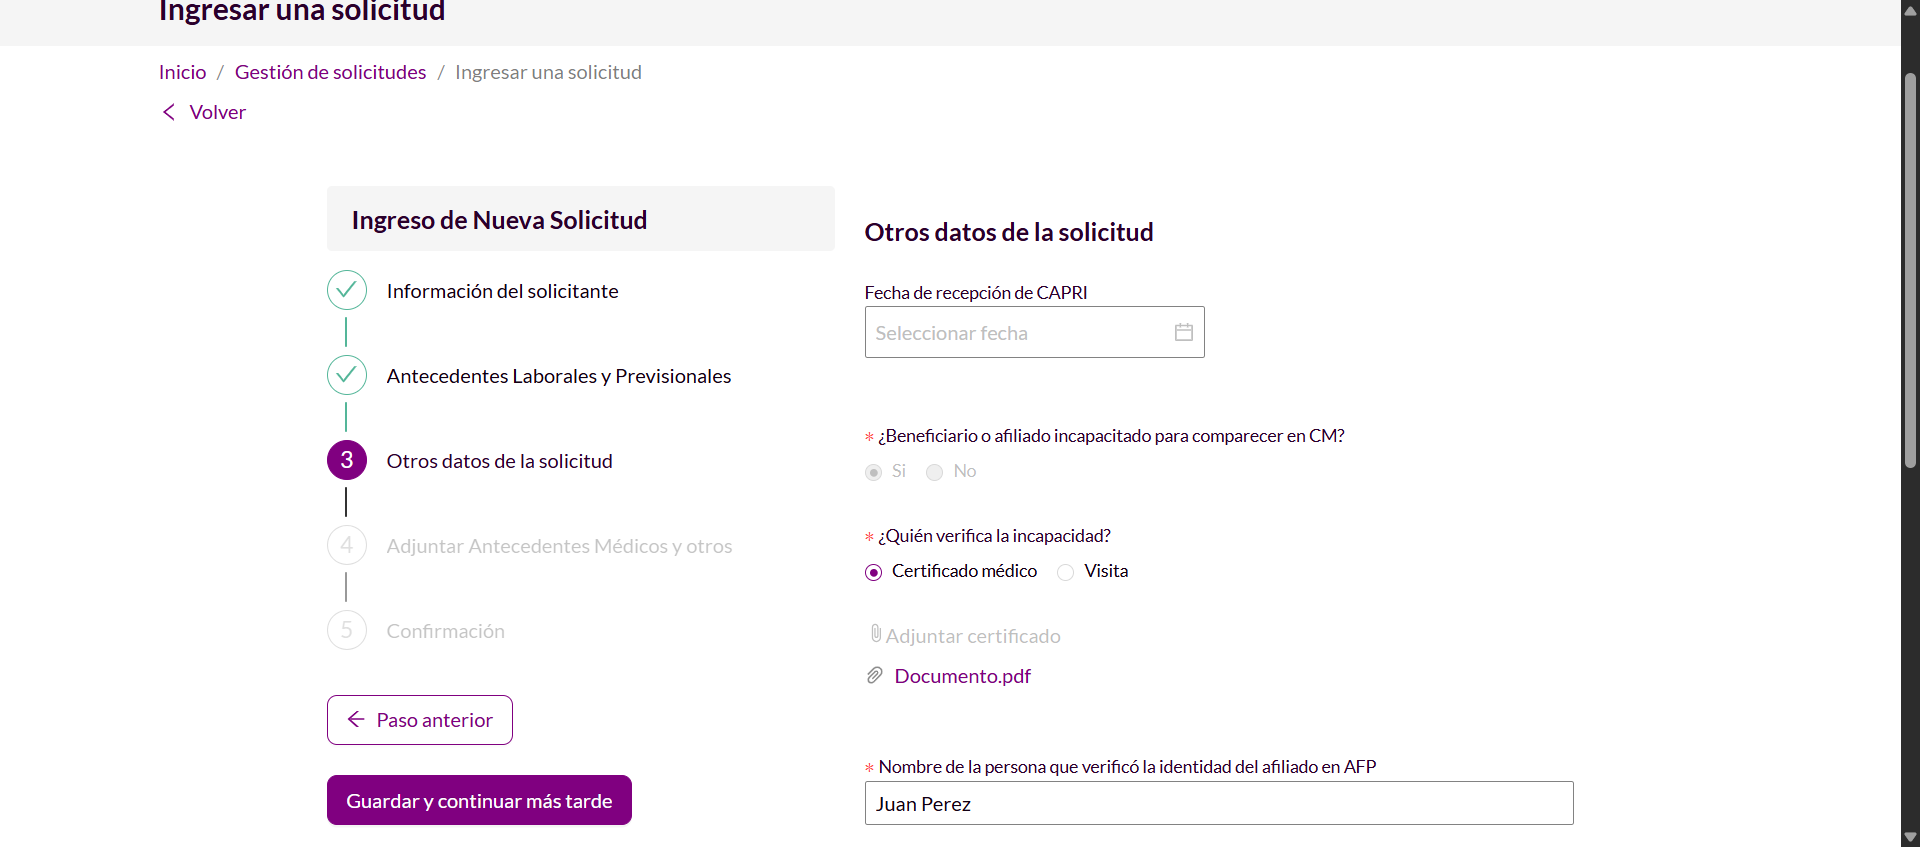 Ingresar una solicitud
Inicio / Gestión de solicitudes / Ingresar una solicitud
Volver
Ingreso de Nueva Solicitud
Información del solicitante
Antecedentes Laborales y Previsionales
3 Otros datos de la solicitud
4 Adjuntar Antecedentes Médicos y otros
5 Confirmación
Paso anterior
Guardar y continuar más tarde
Otros datos de la solicitud
Fecha de recepción de CAPRI
Seleccionar fecha
* ¿Beneficiario o afiliado incapacitado para comparecer en CM?
Si No
* ¿Quién verifica la incapacidad?
Certificado médico Visita
Adjuntar certificado
Documento.pdf
* Nombre de la persona que verificó la identidad del afiliado en AFP
Juan Perez